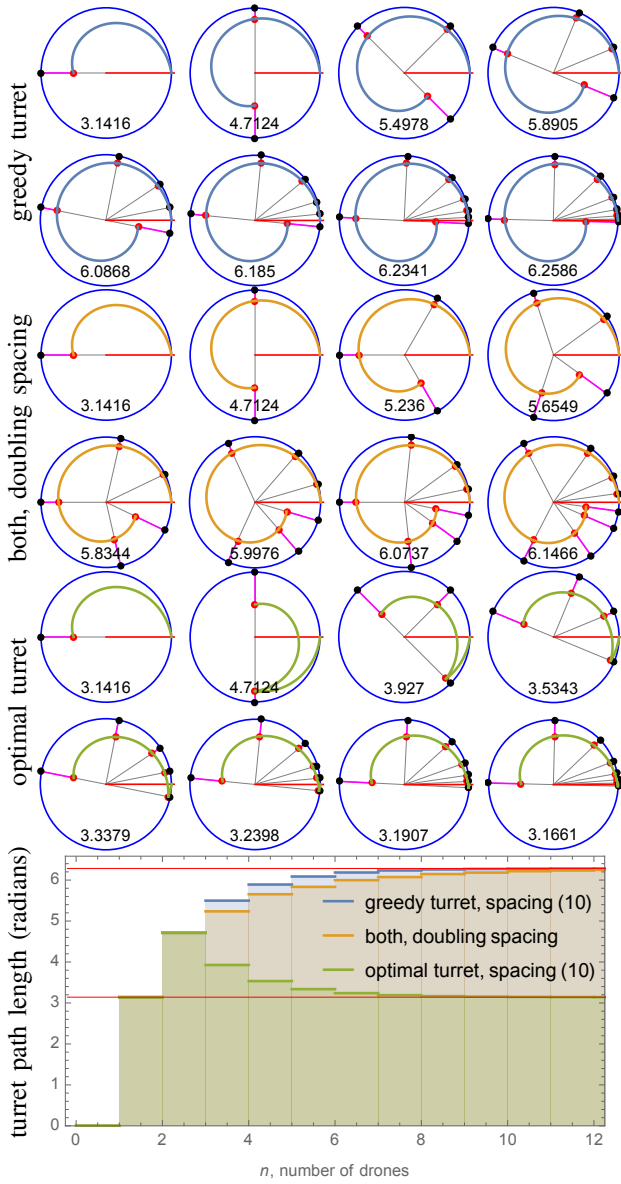 greedy turret
3.1416 4.7124 5.4978 5.8905
6.0868 6.185 6.2341 6.2586
both, doubling spacing
3.1416 4.7124 5.236 5.6549
5.8344 5.9976 6.0737 6.1466
optimal turret
3.1416 4.7124 3.927 3.5343
3.3379 3.2398 3.1907 3.1661
turret path length (radians)
6
5
4
3
2
1
0
greedy turret, spacing (10)
both, doubling spacing
optimal turret, spacing (10)
0 2 4 6 8 10 12
n, number of drones